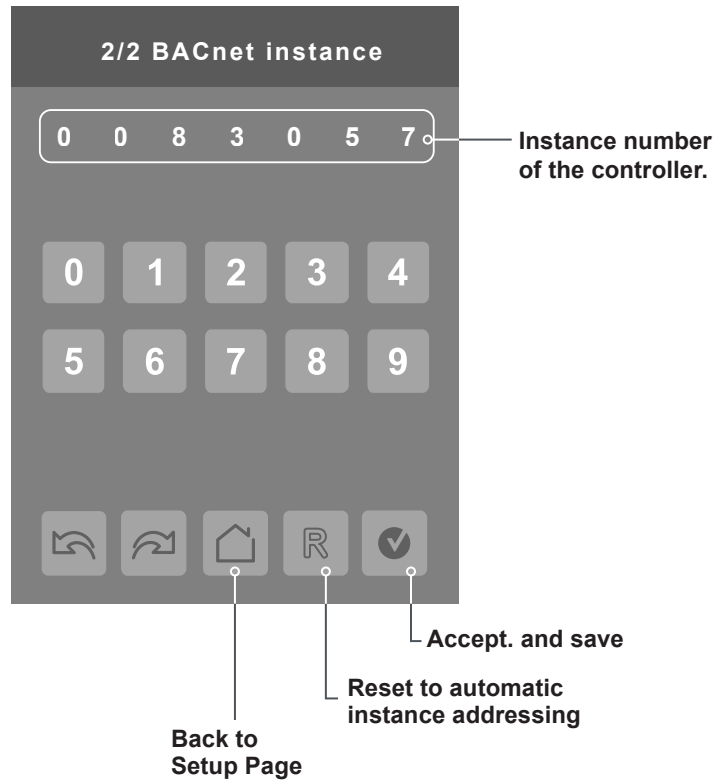 2/2 BACnet instance
0 0 8 3 0 5 7
Instance number
of the controller.
0 1 2 3 4
5 6 7 8 9
R
Accept. and save
Reset to automatic
instance addressing
Back to
Setup Page